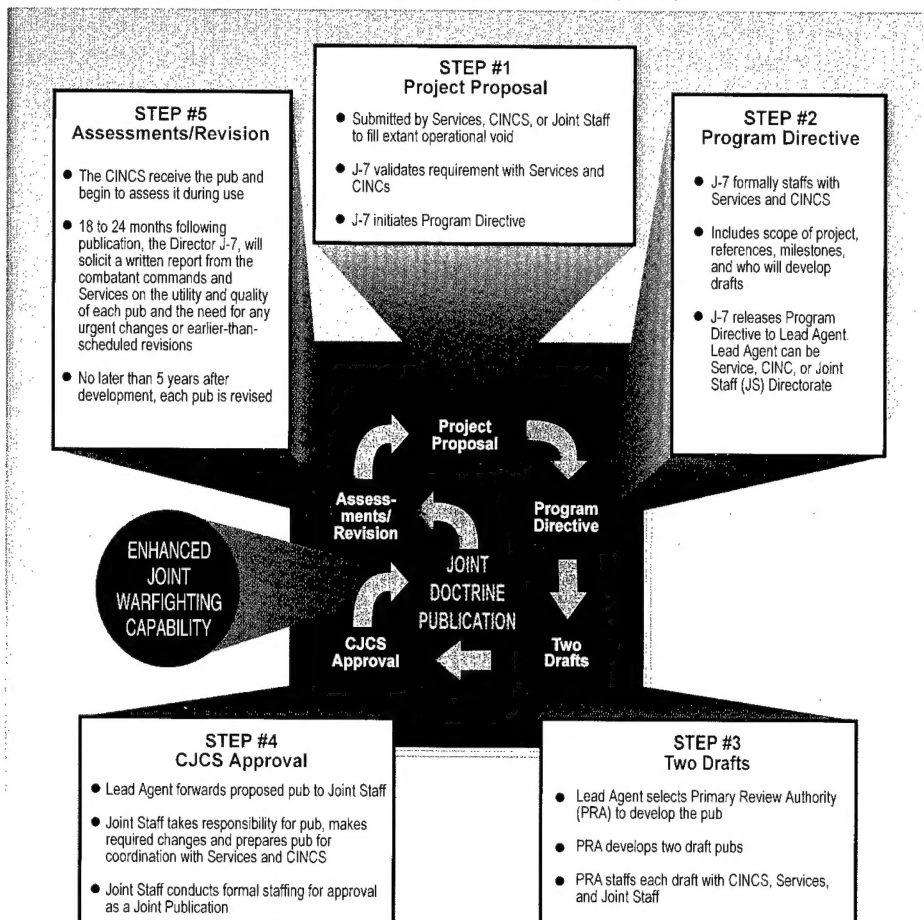 STEP #1
Project Proposal
● Submitted by Services, CINCS, or Joint Staff
to fill extant operational void
● J-7 validates requirement with Services and
CINCs
● J-7 initiates Program Directive
STEP #5
Assessments/Revision
● The CINCS receive the pub and
begin to assess it during use
● 18 to 24 months following
publication, the Director J-7, will
solicit a written report from the
combatant commands and
Services on the utility and quality
of each pub and the need for any
urgent changes or earlier-than-
scheduled revisions
● No later than 5 years after
development, each pub is revised
STEP #2
Program Directive
● J-7 formally staffs with
Services and CINCS
● Includes scope of project,
references, milestones,
and who will develop
drafts
● J-7 releases Program
Directive to Lead Agent.
Lead Agent can be
Service, CINC, or Joint
Staff (JS) Directorate
Project
Proposal
Assess-
ments/
Revision
Program
Directive
JOINT
DOCTRINE
PUBLICATION
CJCS
Approval
Two
Drafts
ENHANCED
JOINT
WARFIGHTING
CAPABILITY
STEP #4
CJCS Approval
● Lead Agent forwards proposed pub to Joint Staff
● Joint Staff takes responsibility for pub, makes
required changes and prepares pub for
coordination with Services and CINCS
● Joint Staff conducts formal staffing for approval
as a Joint Publication
STEP #3
Two Drafts
● Lead Agent selects Primary Review Authority
(PRA) to develop the pub
● PRA develops two draft pubs
● PRA staffs each draft with CINCS, Services,
and Joint Staff